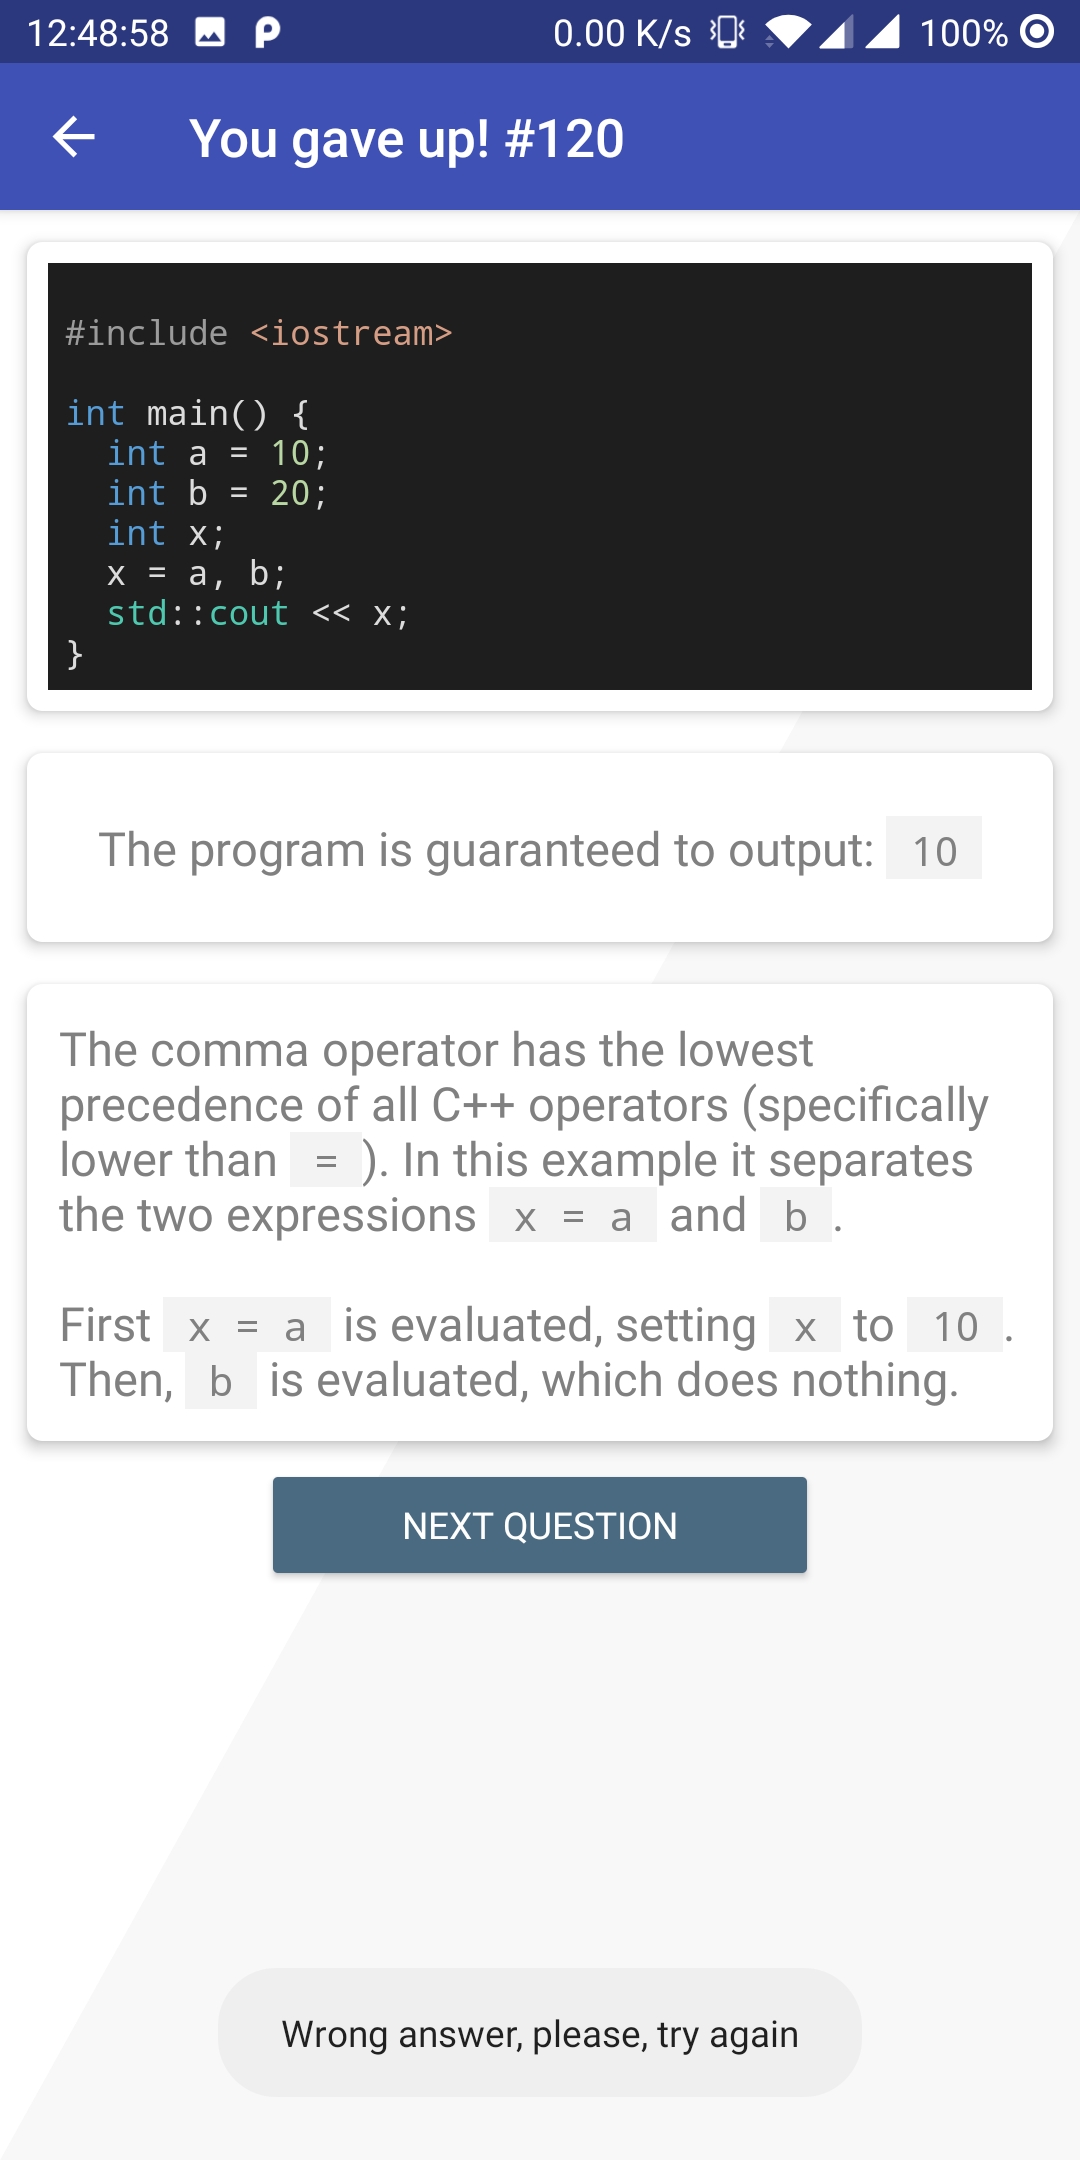 12:48:58 0.00 K/s 100%
You gave up! #120
#include <iostream>
int main() {
  int a = 10;
  int b = 20;
  int x;
  x = a, b;
  std::cout << x;
}
The program is guaranteed to output: 10
The comma operator has the lowest
precedence of all C++ operators (specifically
lower than = ). In this example it separates
the two expressions x = a and b .
First x = a is evaluated, setting x to 10 .
Then, b is evaluated, which does nothing.
NEXT QUESTION
Wrong answer, please, try again